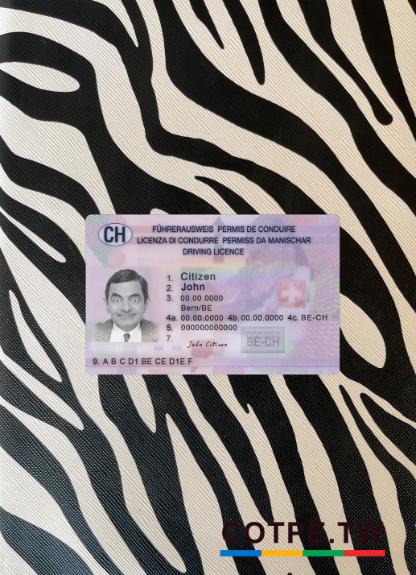 CH
FÜHRERAUSWEIS PERMIS DE CONDUIRE
LICENZA DI CONDURRE PERMISS DA MANISCHAR
DRIVING LICENCE
1. Citizen
2. John
3. 00.00.0000
Bern/BE
4a. 00.00.0000 4b 00.00.0000 4c. BE-CH
5. 000000000000
7. John Citizen
BE-CH
9. A B C D1 BE CE D1E F
GOTPE.TW